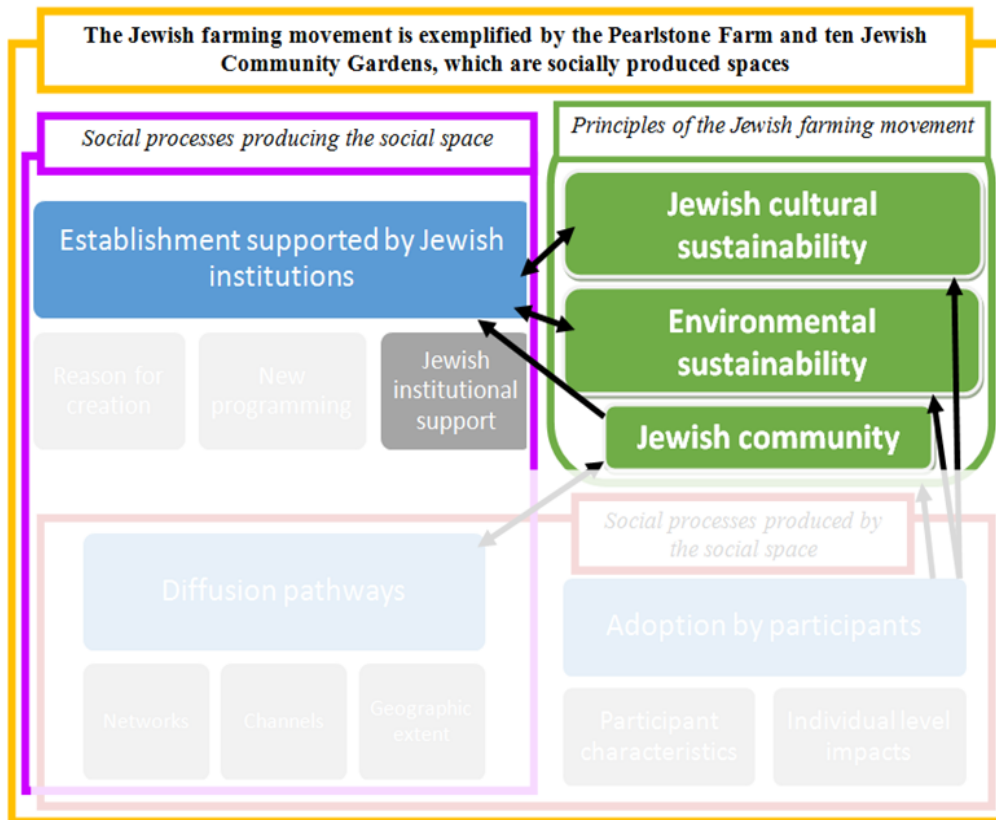 The Jewish farming movement is exemplified by the Pearlstone Farm and ten Jewish
Community Gardens, which are socially produced spaces
Social processes producing the social space
Principles of the Jewish farming movement
Establishment supported by Jewish
institutions
Reason for
creation
New
programming
Jewish
institutional
support
Jewish cultural
sustainability
Environmental
sustainability
Jewish community
Social processes produced by
the social space
Diffusion pathways
Networks
Channels
Geographic
extent
Adoption by participants
Participant
characteristics
Individual level
impacts